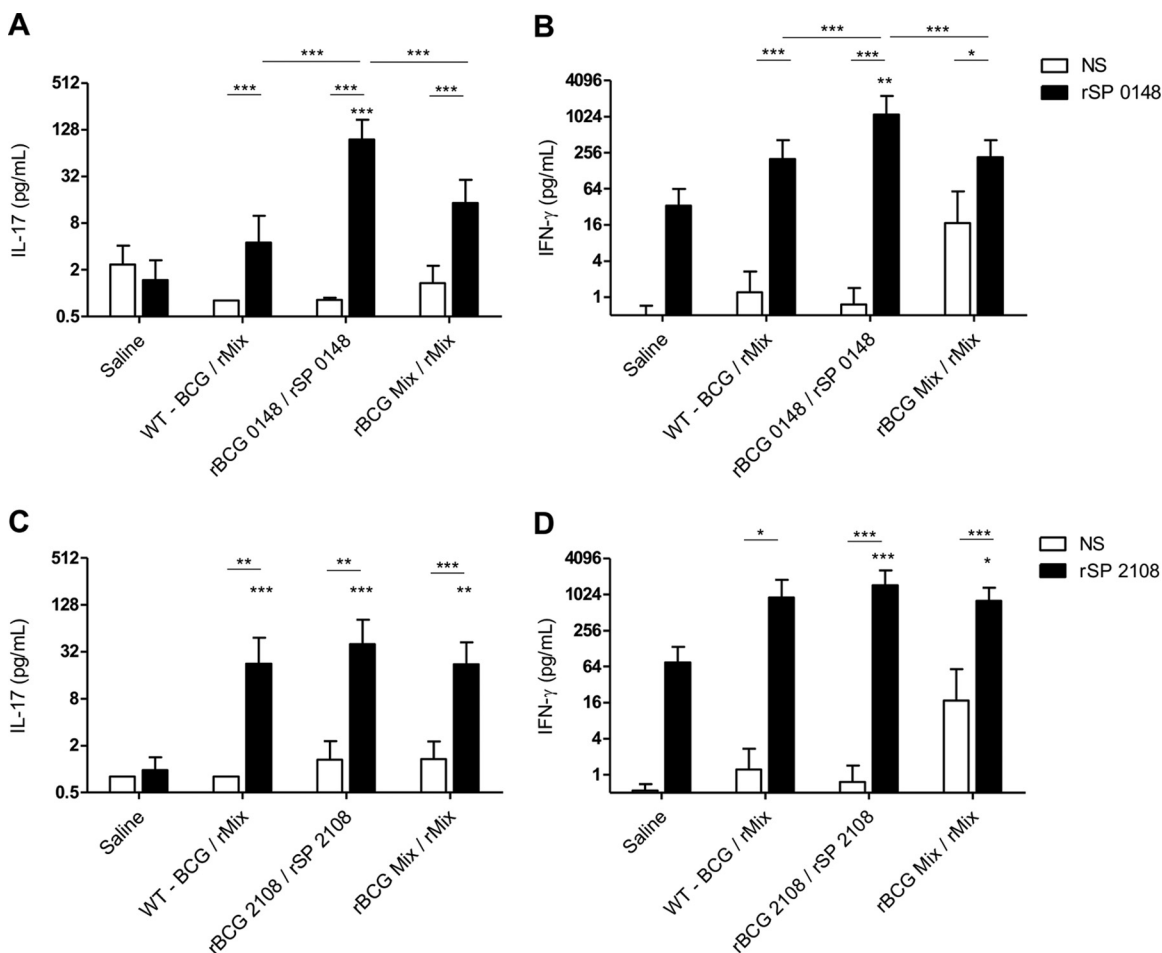 A
IL-17 (pg/mL)
512
128
32
8
2
0.5
*** ***
*** *** ***
***
Saline
WT - BCG / rMix
rBCG 0148 / rSP 0148
rBCG Mix / rMix
B
IFN-γ (pg/mL)
4096
1024
256
64
16
4
1
*** ***
*** *** *
**
Saline
WT - BCG / rMix
rBCG 0148 / rSP 0148
rBCG Mix / rMix
NS
rSP 0148
C
IL-17 (pg/mL)
512
128
32
8
2
0.5
** ** ***
*** *** **
Saline
WT - BCG / rMix
rBCG 2108 / rSP 2108
rBCG Mix / rMix
D
IFN-γ (pg/mL)
4096
1024
256
64
16
4
1
* *** ***
*** *
Saline
WT - BCG / rMix
rBCG 2108 / rSP 2108
rBCG Mix / rMix
NS
rSP 2108